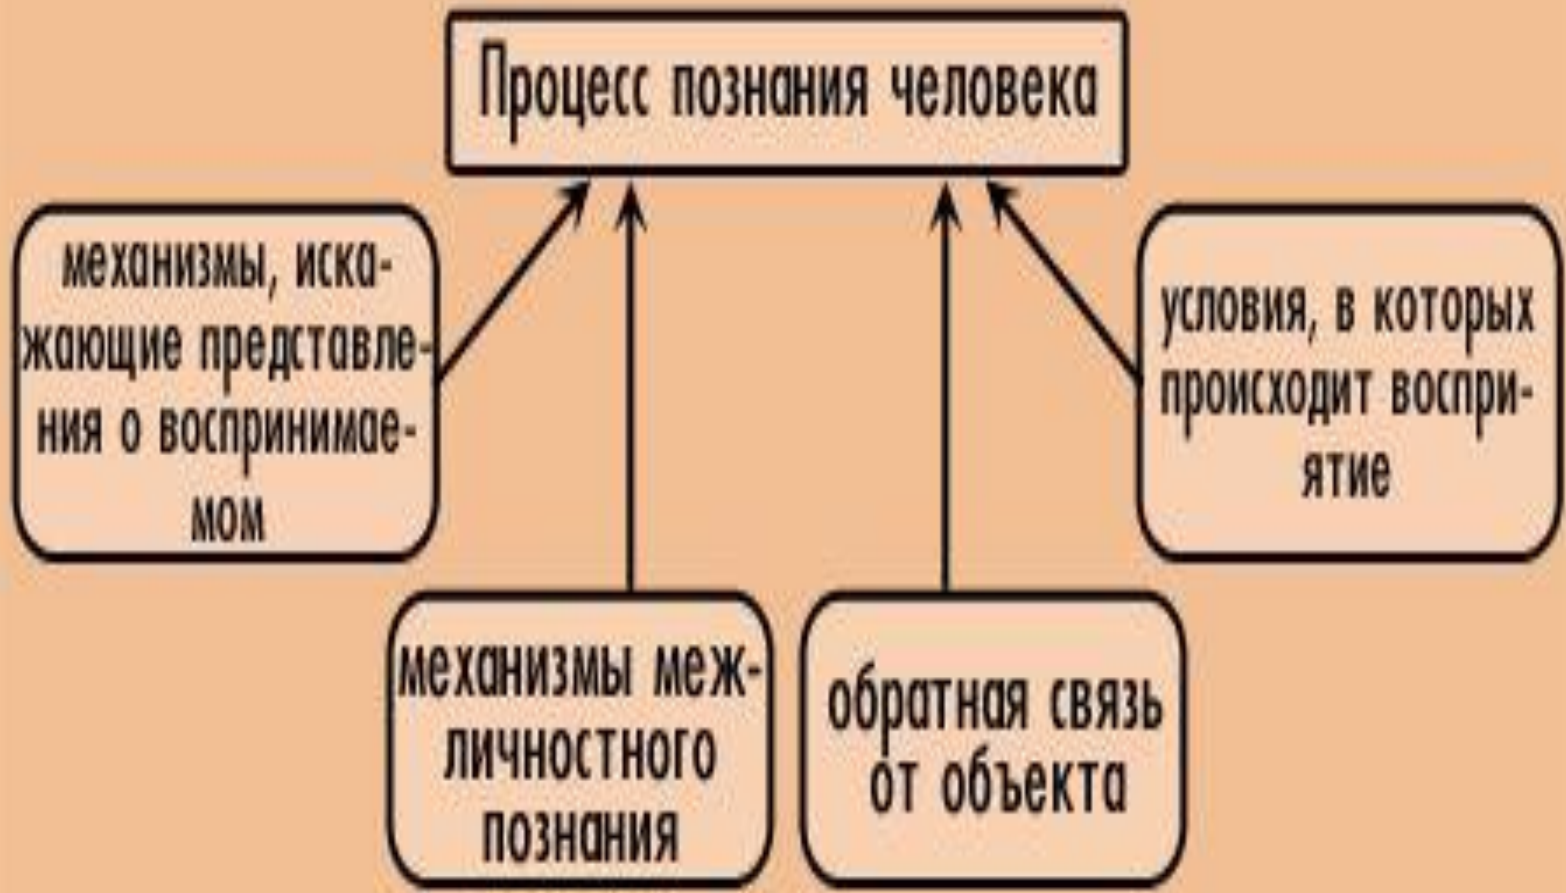 Процесс познания человека
механизмы, иска-
жающие представле-
ния о воспринимае-
мом
условия, в которых
происходит воспри-
ятие
механизмы меж-
личностного
познания
обратная связь
от объекта